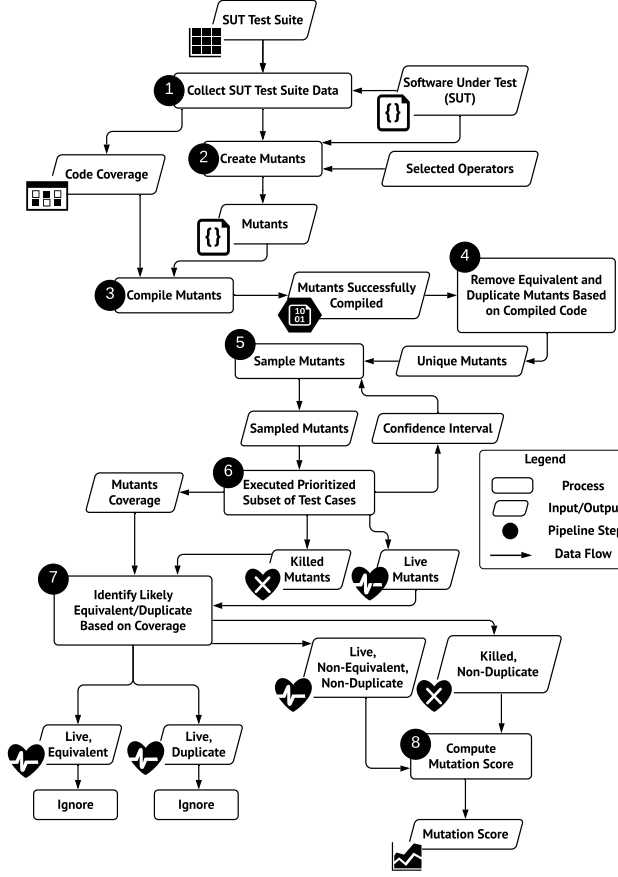 SUT Test Suite
1
Collect SUT Test Suite Data
Software Under Test
(SUT)
{}
2
Create Mutants
Selected Operators
Code Coverage
{}
Mutants
3
Compile Mutants
Mutants Successfully
Compiled
10
01
4
Remove Equivalent and
Duplicate Mutants Based
on Compiled Code
5
Sample Mutants
Unique Mutants
Sampled Mutants
Confidence Interval
6
Executed Prioritized
Subset of Test Cases
Mutants
Coverage
Legend
Process
Input/Outpu
Pipeline Step
Data Flow
Killed
Mutants
Live
Mutants
7
Identify Likely
Equivalent/Duplicate
Based on Coverage
Live,
Non-Equivalent,
Non-Duplicate
Killed,
Non-Duplicate
Live,
Equivalent
Live,
Duplicate
8
Compute
Mutation Score
Ignore
Ignore
Mutation Score